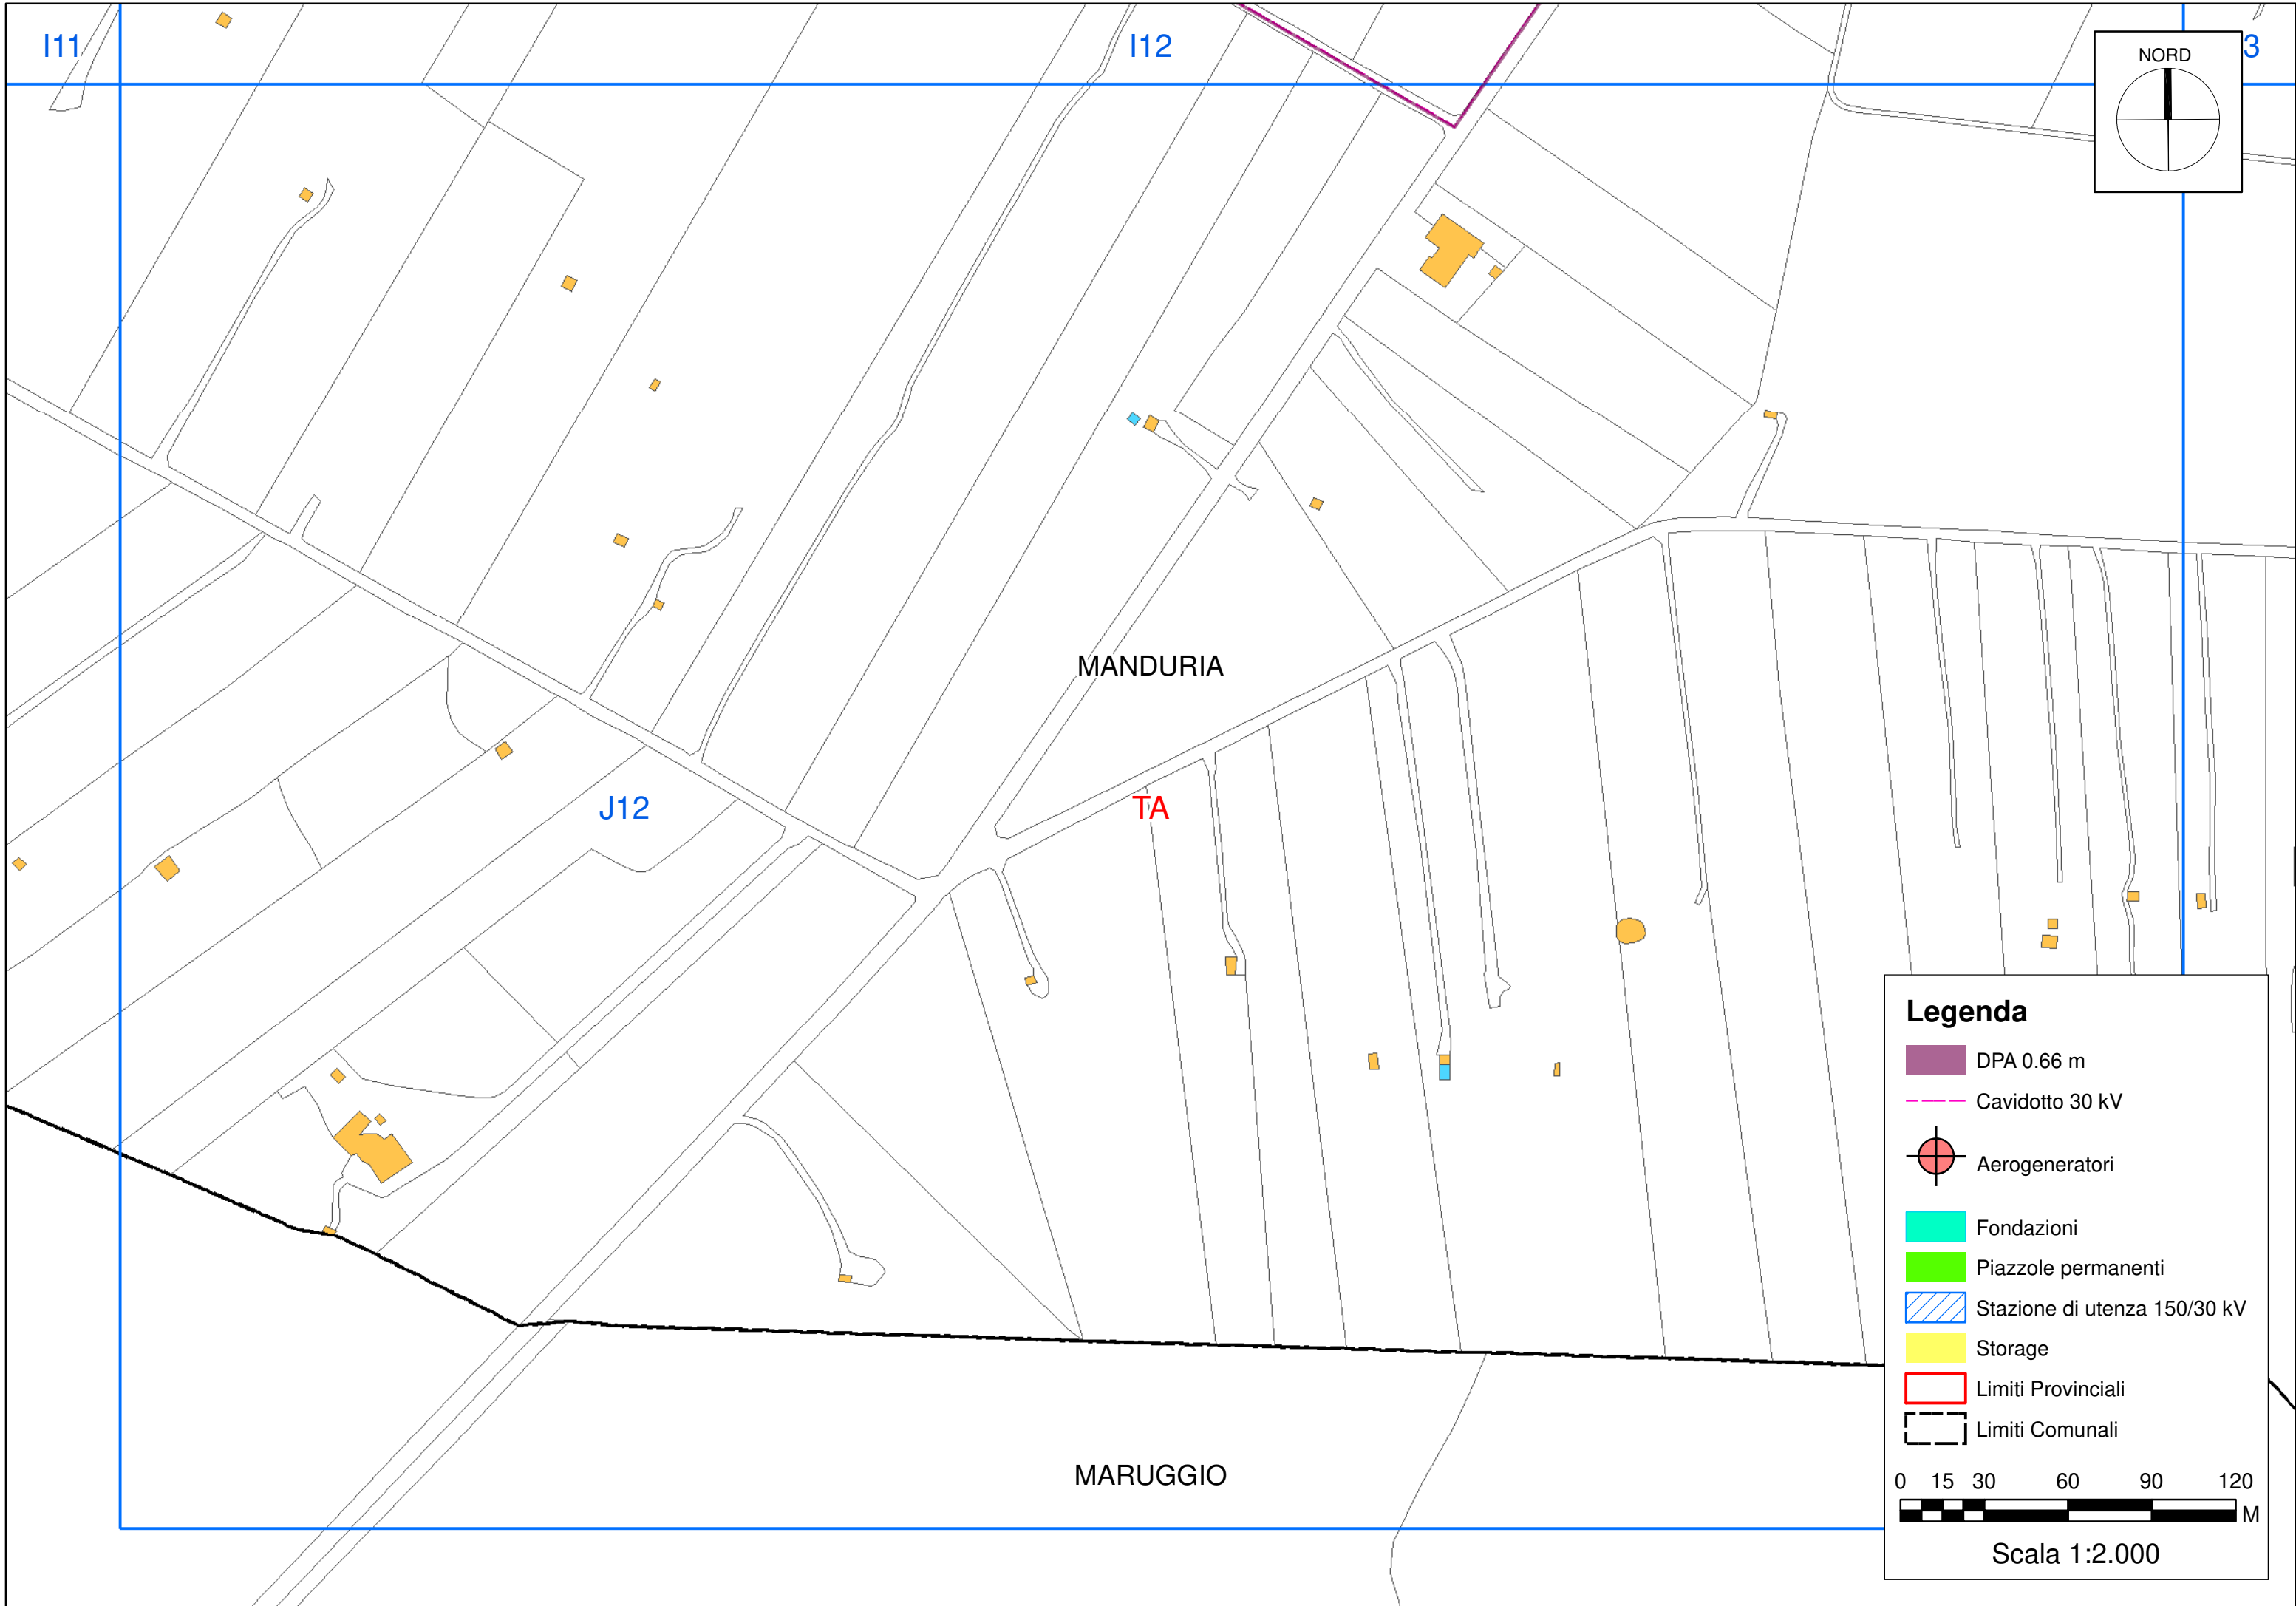 I11
I12
3
NORD
MANDURIA
J12
TA
MARUGGIO
Legenda
DPA 0.66 m
Cavidotto 30 kV
Aerogeneratori
Fondazioni
Piazzole permanenti
Stazione di utenza 150/30 kV
Storage
Limiti Provinciali
Limiti Comunali
0 15 30 60 90 120
M
Scala 1:2.000